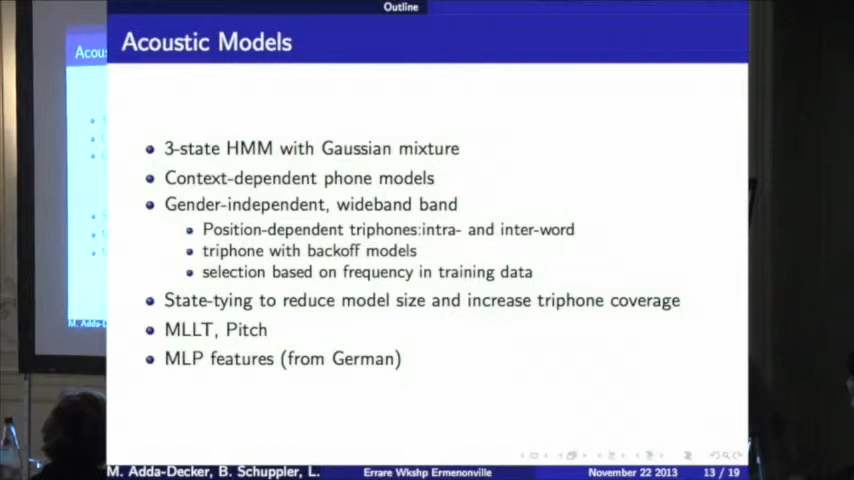 Outline
Acoustic Models
3-state HMM with Gaussian mixture
Context-dependent phone models
Gender-independent, wideband band
Position-dependent triphones:intra- and inter-word
triphone with backoff models
selection based on frequency in training data
State-tying to reduce model size and increase triphone coverage
MLLT, Pitch
MLP features (from German)
M. Adda-Decker, B. Schuppler, L.
Errare Wkshp Ermenonville
November 22 2013
13 / 19
Acous
M. Adda-D